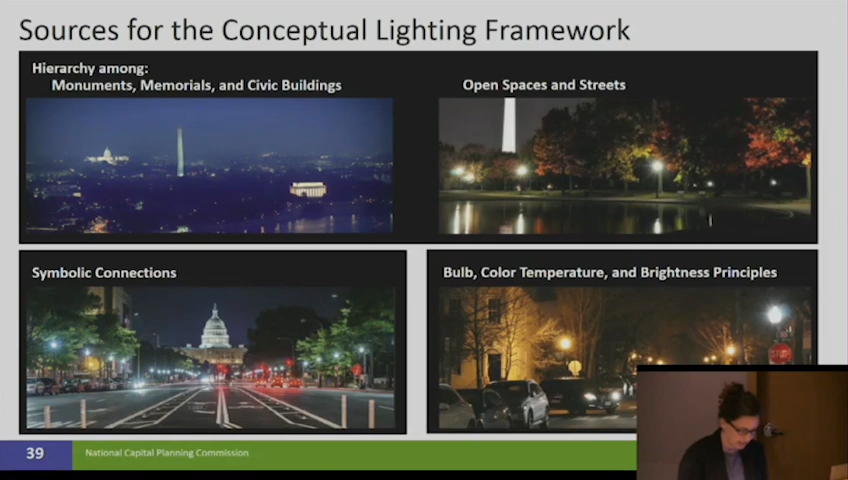 Sources for the Conceptual Lighting Framework
Hierarchy among:
Monuments, Memorials, and Civic Buildings
Open Spaces and Streets
Symbolic Connections
Bulb, Color Temperature, and Brightness Principles
39
National Capital Planning Commission